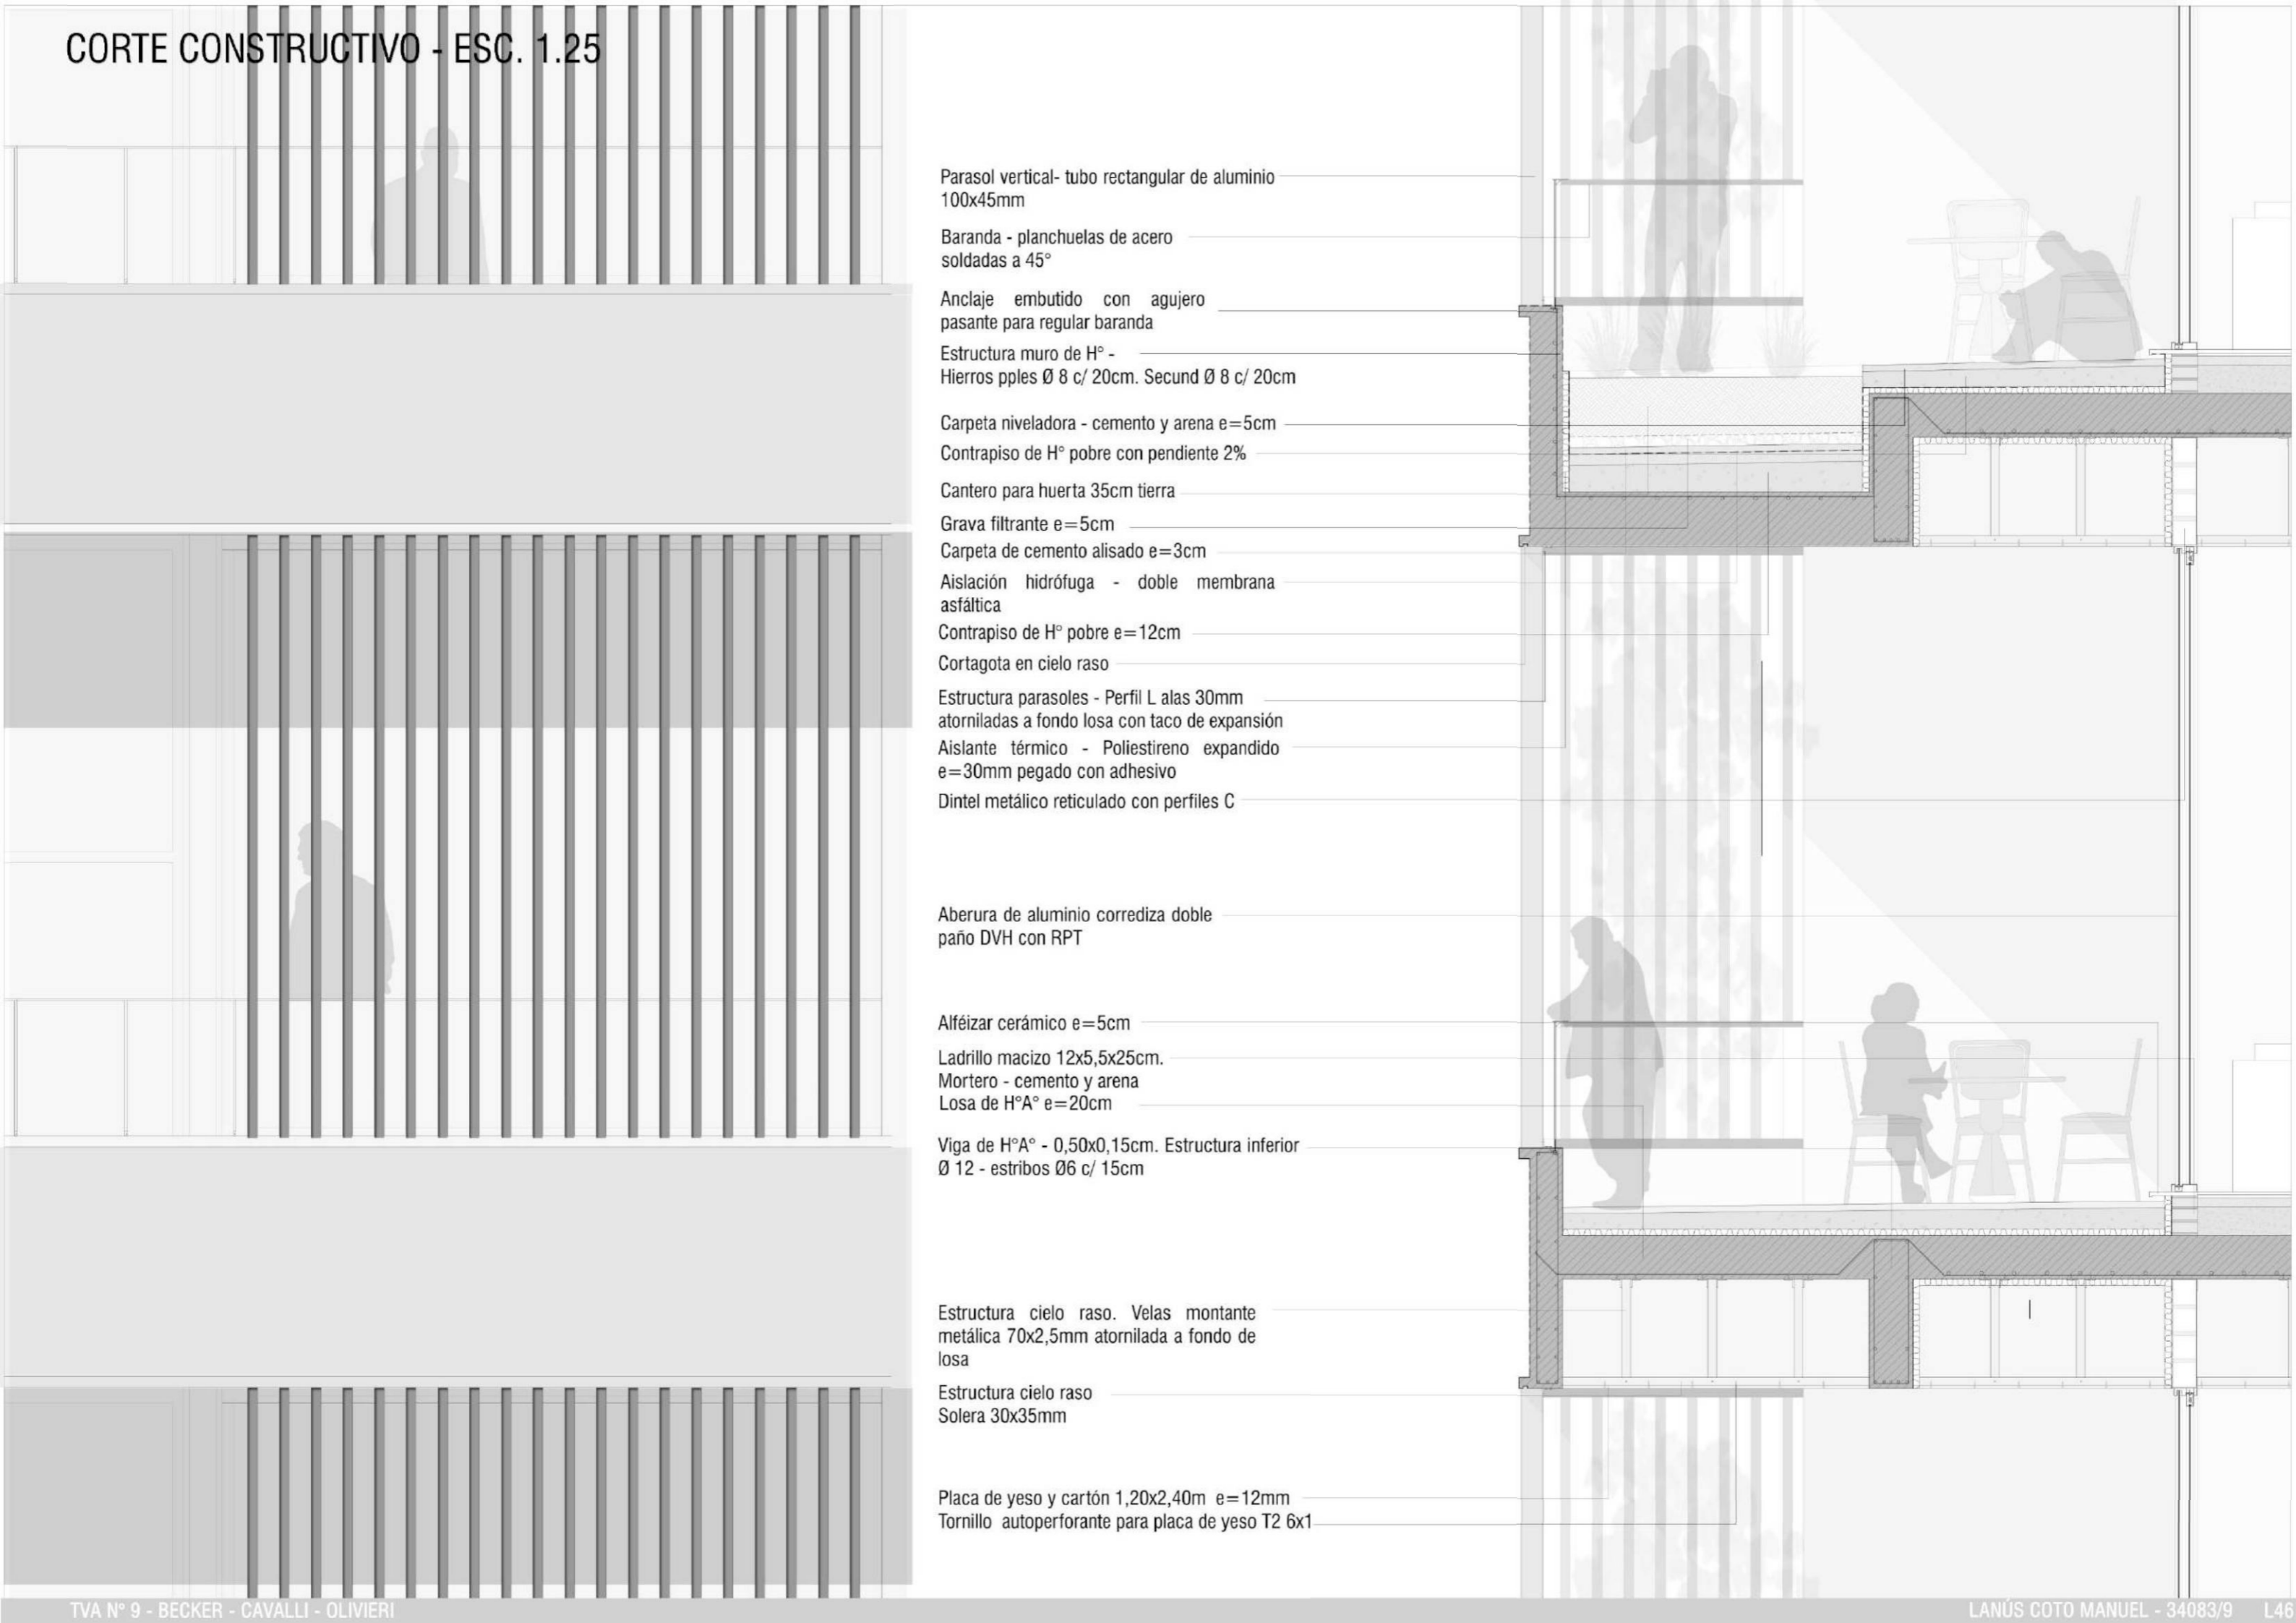 CORTE CONSTRUCTIVO - ESC. 1.25
Parasol vertical- tubo rectangular de aluminio
100x45mm
Baranda - planchuelas de acero
soldadas a 45°
Anclaje embutido con agujero
pasante para regular baranda
Estructura muro de H° -
Hierros pples Ø 8 c/ 20cm. Secund Ø 8 c/ 20cm
Carpeta niveladora - cemento y arena e=5cm
Contrapiso de H° pobre con pendiente 2%
Cantero para huerta 35cm tierra
Grava filtrante e=5cm
Carpeta de cemento alisado e=3cm
Aislación hidrófuga - doble membrana
asfáltica
Contrapiso de H° pobre e=12cm
Cortagota en cielo raso
Estructura parasoles - Perfil L alas 30mm
atorniladas a fondo losa con taco de expansión
Aislante térmico - Poliestireno expandido
e=30mm pegado con adhesivo
Dintel metálico reticulado con perfiles C
Aberura de aluminio corrediza doble
paño DVH con RPT
Alféizar cerámico e=5cm
Ladrillo macizo 12x5,5x25cm.
Mortero - cemento y arena
Losa de H°A° e=20cm
Viga de H°A° - 0,50x0,15cm. Estructura inferior
Ø 12 - estribos Ø6 c/ 15cm
Estructura cielo raso. Velas montante
metálica 70x2,5mm atornilada a fondo de
losa
Estructura cielo raso
Solera 30x35mm
Placa de yeso y cartón 1,20x2,40m e=12mm
Tornillo autoperforante para placa de yeso T2 6x1
TVA Nº 9 - BECKER - CAVALLI - OLIVIERI
LANÚS COTO MANUEL - 34083/9 L46